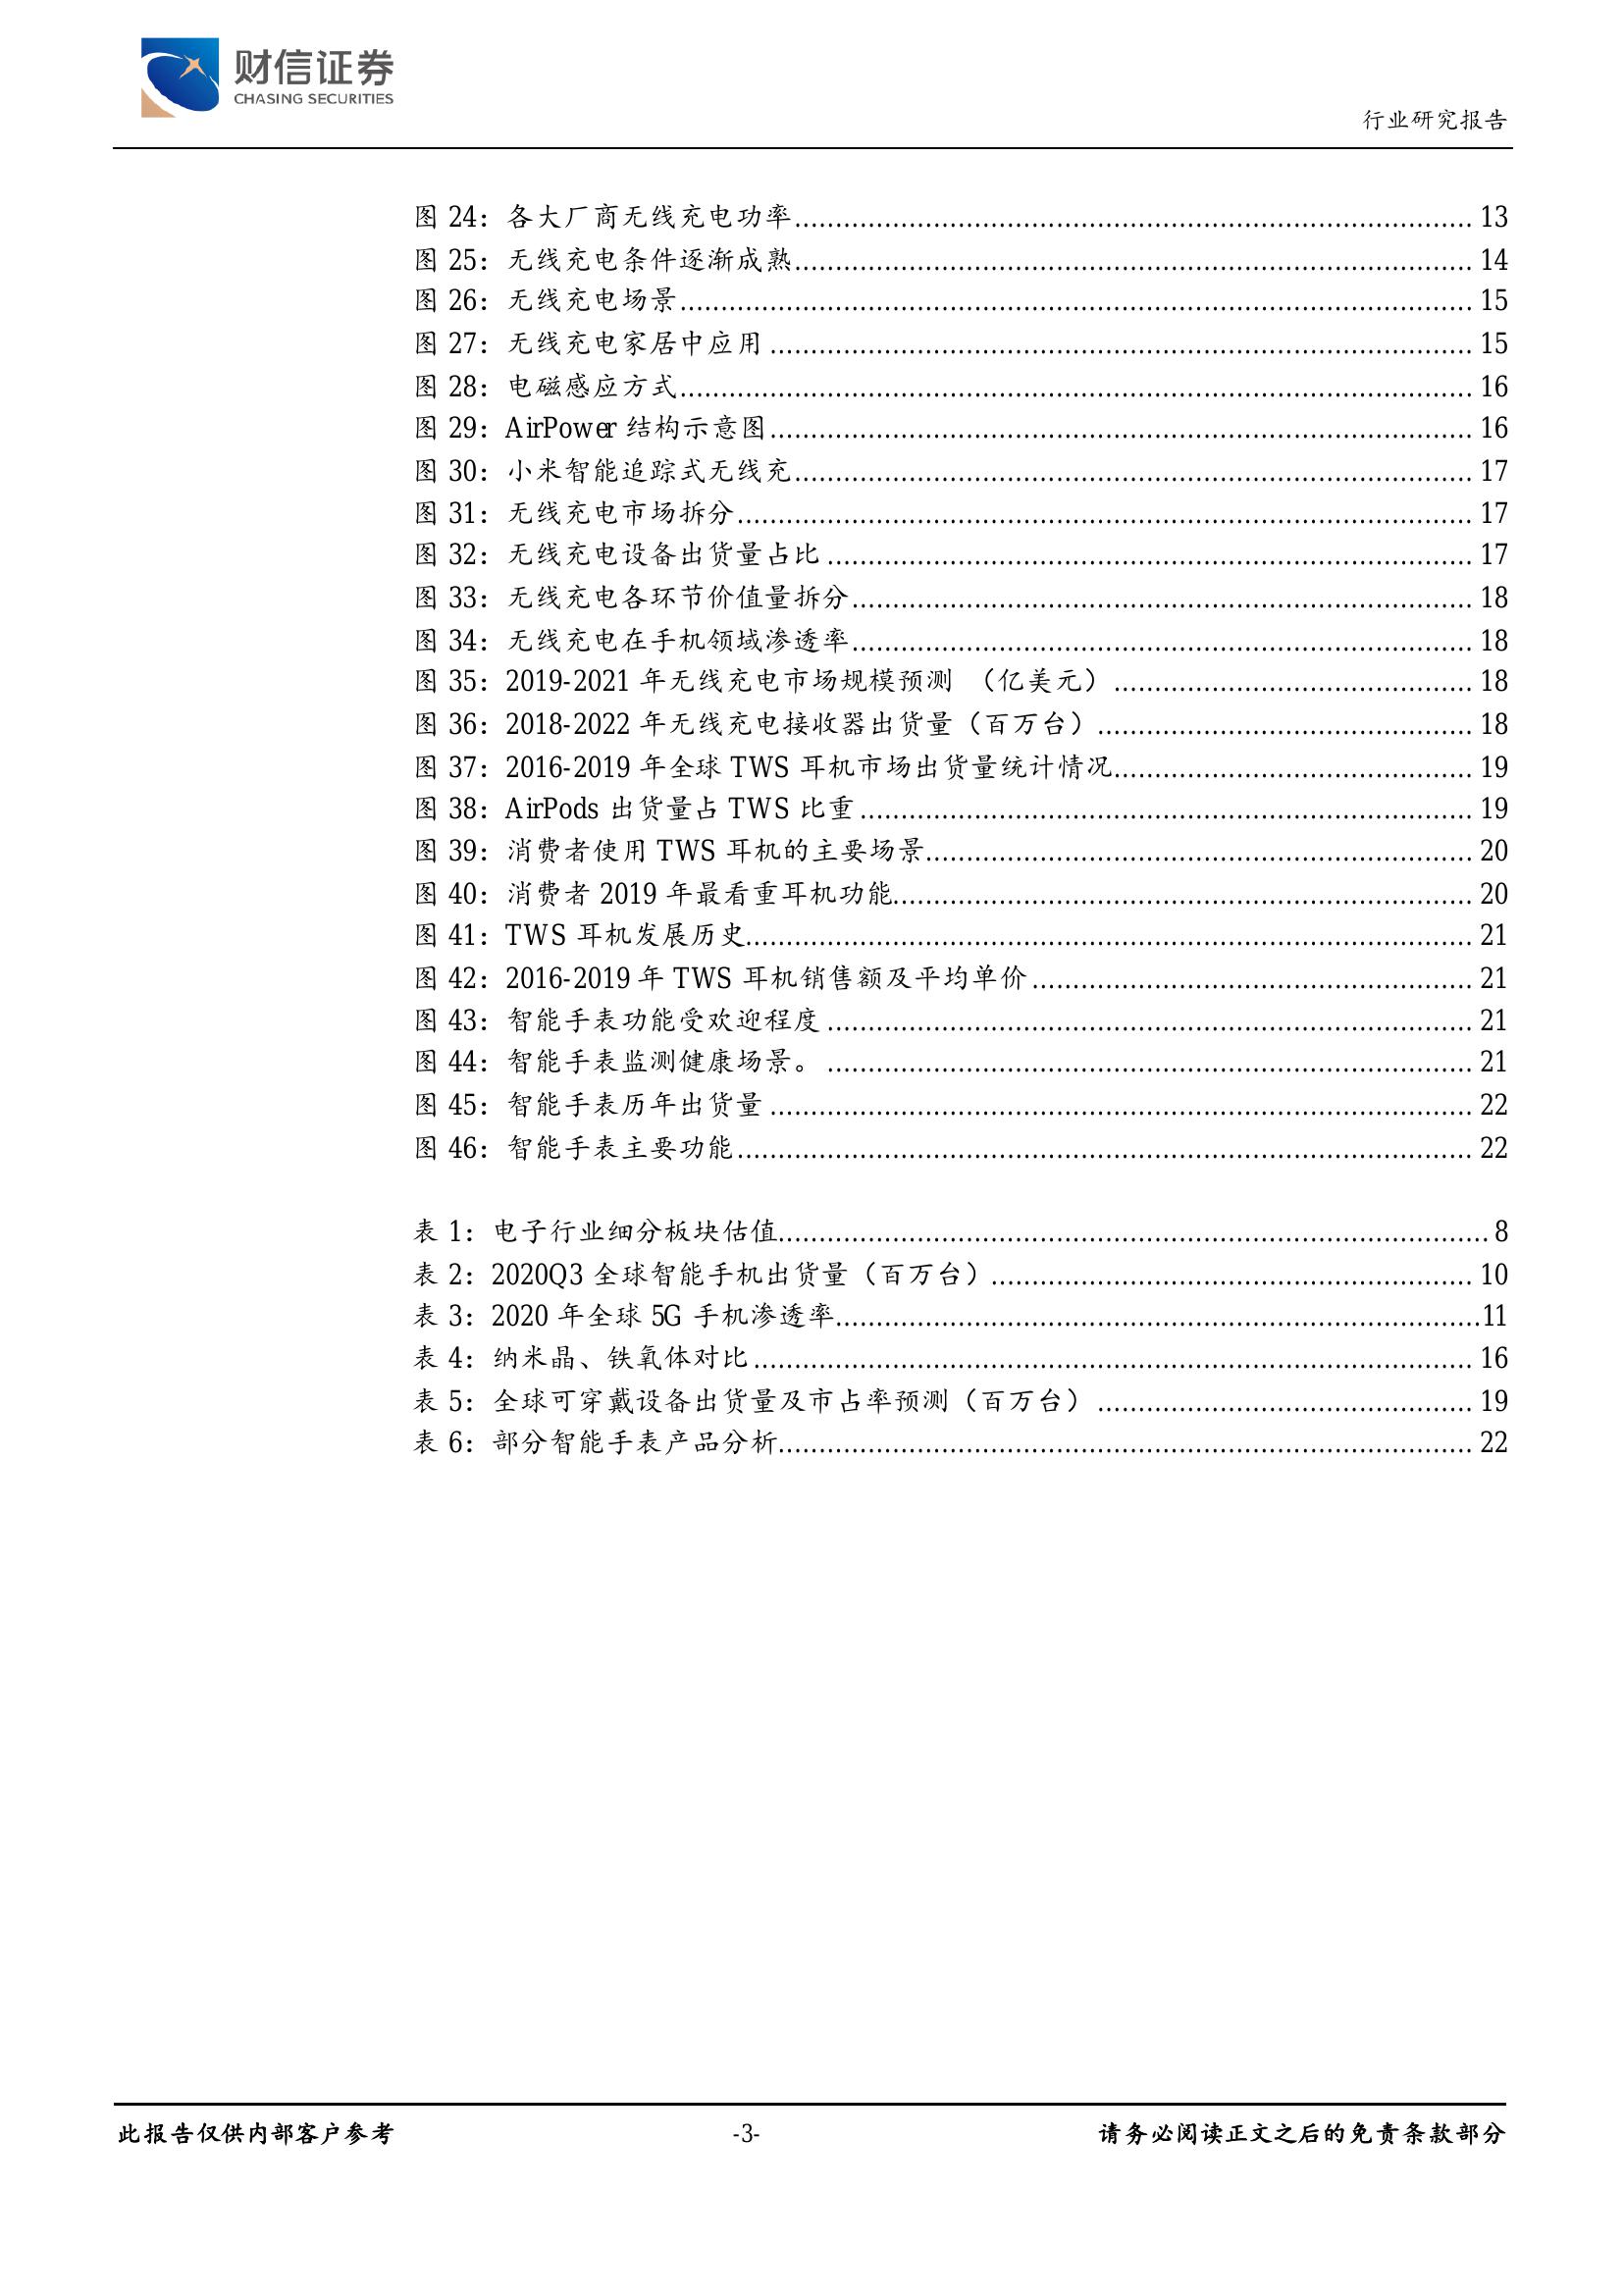 财信证券
CHASING SECURITIES
行业研究报告
图 24：各大厂商无线充电功率.................... 13
图 25：无线充电条件逐渐成熟.................... 14
图 26：无线充电场景.................... 15
图 27：无线充电家居中应用.................... 15
图 28：电磁感应方式.................... 16
图 29：AirPower 结构示意图.................... 16
图 30：小米智能追踪式无线充.................... 17
图 31：无线充电市场拆分.................... 17
图 32：无线充电设备出货量占比.................... 17
图 33：无线充电各环节价值量拆分.................... 18
图 34：无线充电在手机领域渗透率.................... 18
图 35：2019-2021 年无线充电市场规模预测 （亿美元）.................... 18
图 36：2018-2022 年无线充电接收器出货量（百万台）.................... 18
图 37：2016-2019 年全球 TWS 耳机市场出货量统计情况.................... 19
图 38：AirPods 出货量占 TWS 比重.................... 19
图 39：消费者使用 TWS 耳机的主要场景.................... 20
图 40：消费者 2019 年最看重耳机功能.................... 20
图 41：TWS 耳机发展历史.................... 21
图 42：2016-2019 年 TWS 耳机销售额及平均单价.................... 21
图 43：智能手表功能受欢迎程度.................... 21
图 44：智能手表监测健康场景。.................... 21
图 45：智能手表历年出货量.................... 22
图 46：智能手表主要功能.................... 22
表 1：电子行业细分板块估值.................... 8
表 2：2020Q3 全球智能手机出货量（百万台）.................... 10
表 3：2020 年全球 5G 手机渗透率....................11
表 4：纳米晶、铁氧体对比.................... 16
表 5：全球可穿戴设备出货量及市占率预测（百万台）.................... 19
表 6：部分智能手表产品分析.................... 22
此报告仅供内部客户参考
-3-
请务必阅读正文之后的免责条款部分